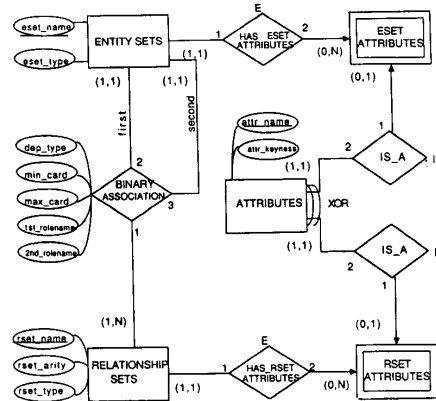 E
eset_name
ENTITY SETS
(1,1)
1
HAS ESET ATTRIBUTES
2
(0,N)
ESET ATTRIBUTES
eset_type
(1,1)
(1,1)
(0,1)
first
second
attr_name
1
dep_type
attr_keyness
2
IS_A
min_card
2
(1,1)
max_card
BINARY ASSOCIATION
3
ATTRIBUTES
XOR
1st_rolename
1
(1,1)
2nd_rolename
2
IS_A
1
(1,N)
E
(0,1)
rset_name
rset_arity
RELATIONSHIP SETS
1
HAS_RSET ATTRIBUTES
2
RSET ATTRIBUTES
rset_type
(1,1)
(0,N)